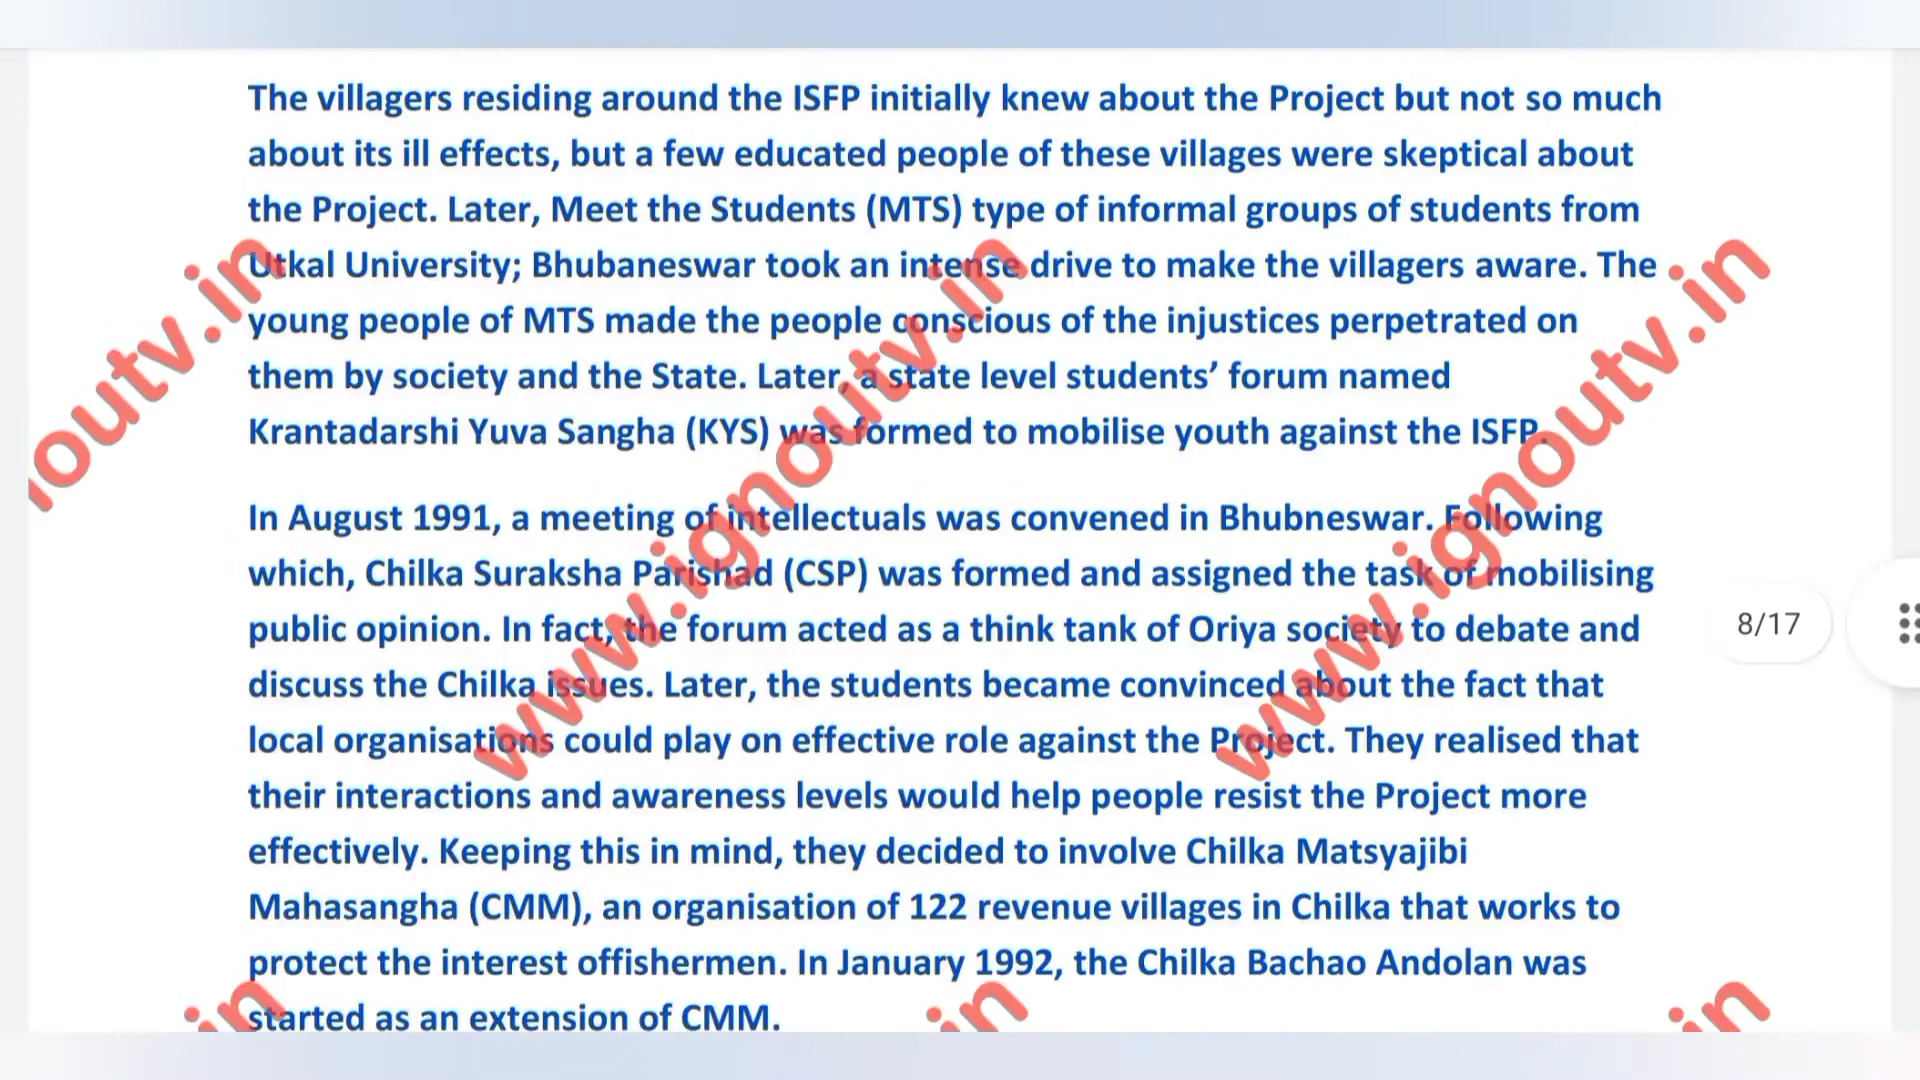 The villagers residing around the ISFP initially knew about the Project but not so much
about its ill effects, but a few educated people of these villages were skeptical about
the Project. Later, Meet the Students (MTS) type of informal groups of students from
Utkal University; Bhubaneswar took an intense drive to make the villagers aware. The
young people of MTS made the people conscious of the injustices perpetrated on
them by society and the State. Later, a state level students’ forum named
Krantadarshi Yuva Sangha (KYS) was formed to mobilise youth against the ISFP.
In August 1991, a meeting of intellectuals was convened in Bhubneswar. Following
which, Chilka Suraksha Parishad (CSP) was formed and assigned the task of mobilising
public opinion. In fact, the forum acted as a think tank of Oriya society to debate and
discuss the Chilka issues. Later, the students became convinced about the fact that
local organisations could play on effective role against the Project. They realised that
their interactions and awareness levels would help people resist the Project more
effectively. Keeping this in mind, they decided to involve Chilka Matsyajibi
Mahasangha (CMM), an organisation of 122 revenue villages in Chilka that works to
protect the interest offishermen. In January 1992, the Chilka Bachao Andolan was
started as an extension of CMM.
8/17
noutv.in
www.ignoutv.in
www.ignoutv.in
in
in
in